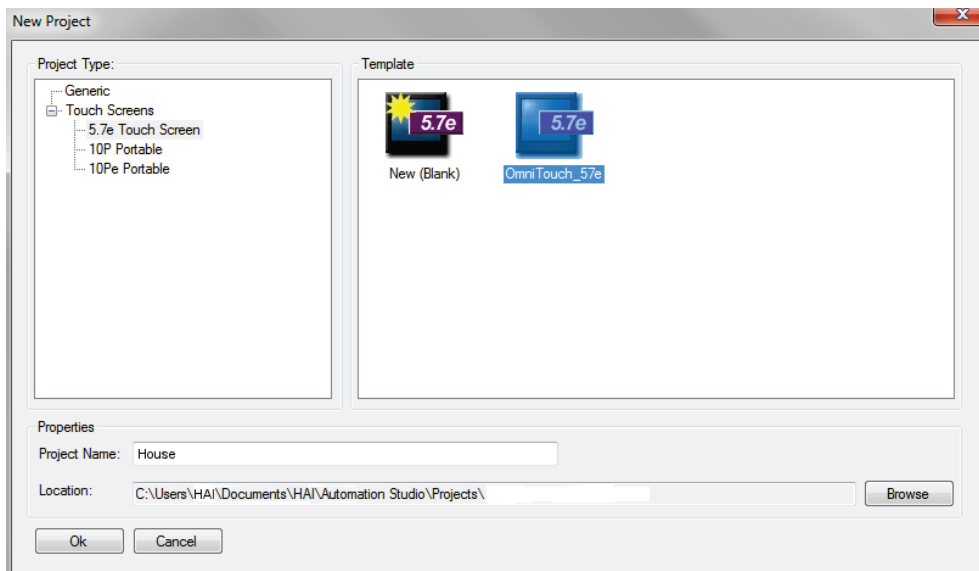 New Project
X
Project Type:
Generic
Touch Screens
5.7e Touch Screen
10P Portable
10Pe Portable
Template
5.7e
5.7e
New (Blank)
OmniTouch_57e
Properties
Project Name: House
Location: C:\Users\HAI\Documents\HAI\Automation Studio\Projects\
Browse
Ok
Cancel